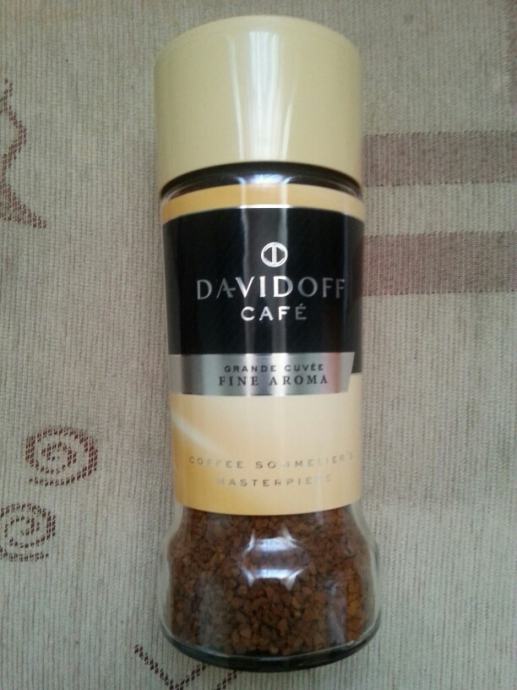 DAVIDOFF
CAFÉ
GRANDE CUVÉE
FINE AROMA
COFFEE SOMMELIER'S
MASTERPIECE